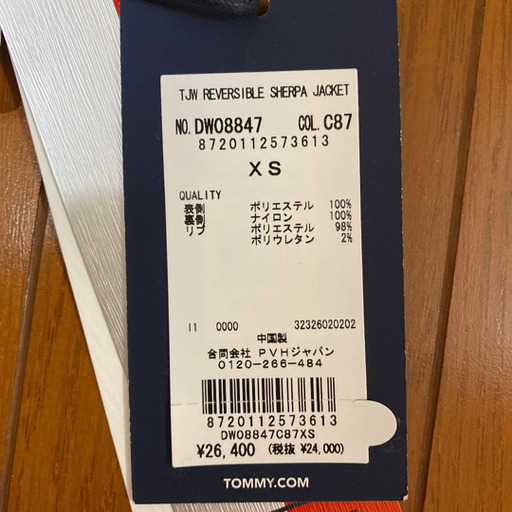 TJW REVERSIBLE SHERPA JACKET
NO. DW08847 COL. C87
8720112573613
XS
QUALITY
表側 ポリエステル 100%
裏側 ナイロン 100%
リブ ポリエステル 98%
ポリウレタン 2%
I1 0000 32326020202
中国製
合同会社 PVHジャパン
0120-266-484
8720112573613
DW08847C87XS
¥26,400 (税抜 ¥24,000)
TOMMY.COM